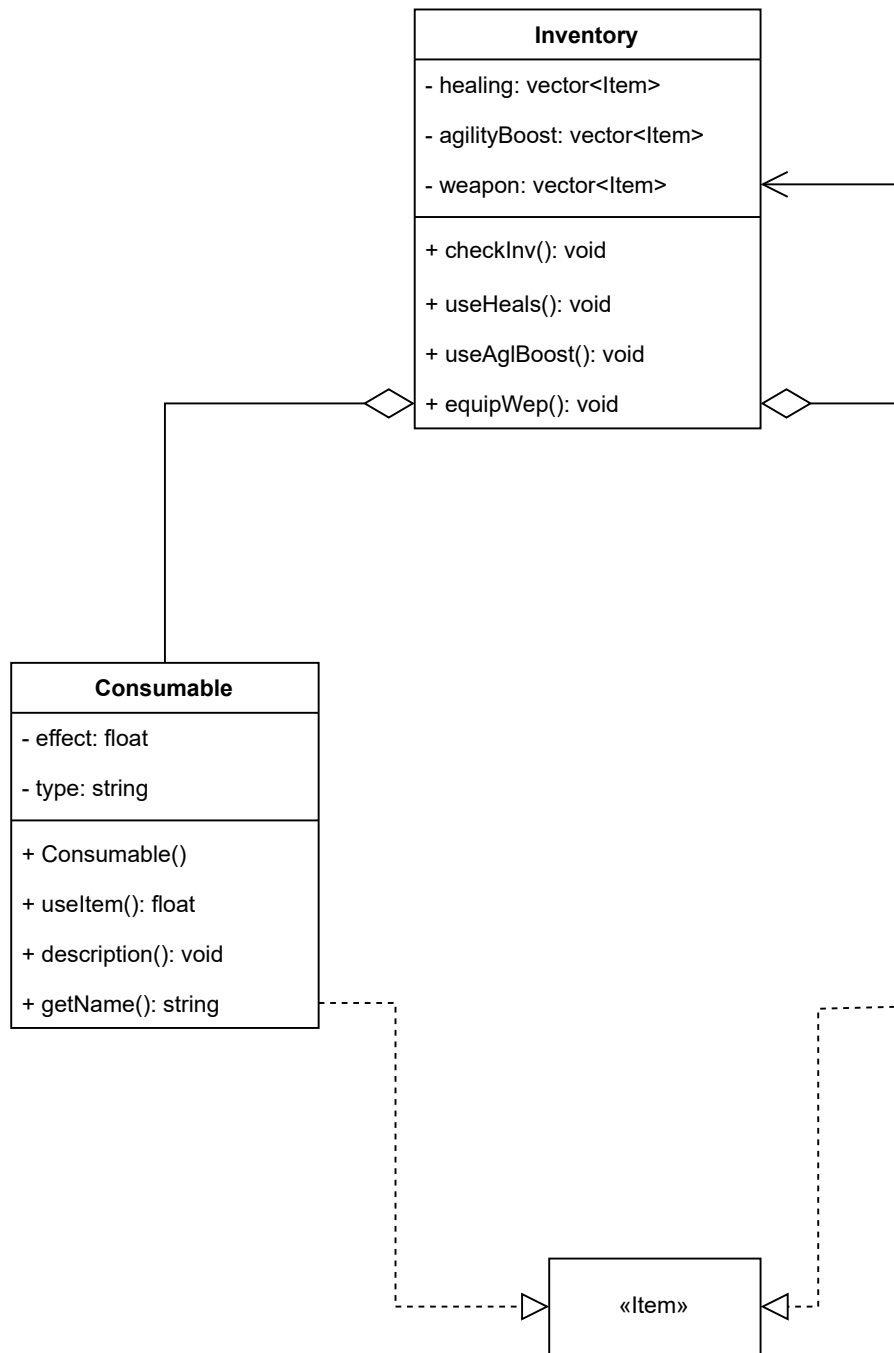 Inventory
- healing: vector<Item>
- agilityBoost: vector<Item>
- weapon: vector<Item>
+ checkInv(): void
+ useHeals(): void
+ useAglBoost(): void
+ equipWep(): void
Consumable
- effect: float
- type: string
+ Consumable()
+ useItem(): float
+ description(): void
+ getName(): string
«Item»